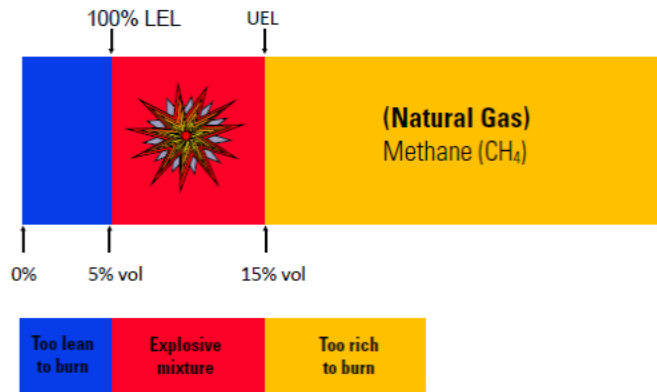 100% LEL
UEL
(Natural Gas)
Methane (CH₄)
0%
5% vol
15% vol
Too lean
to burn
Explosive
mixture
Too rich
to burn